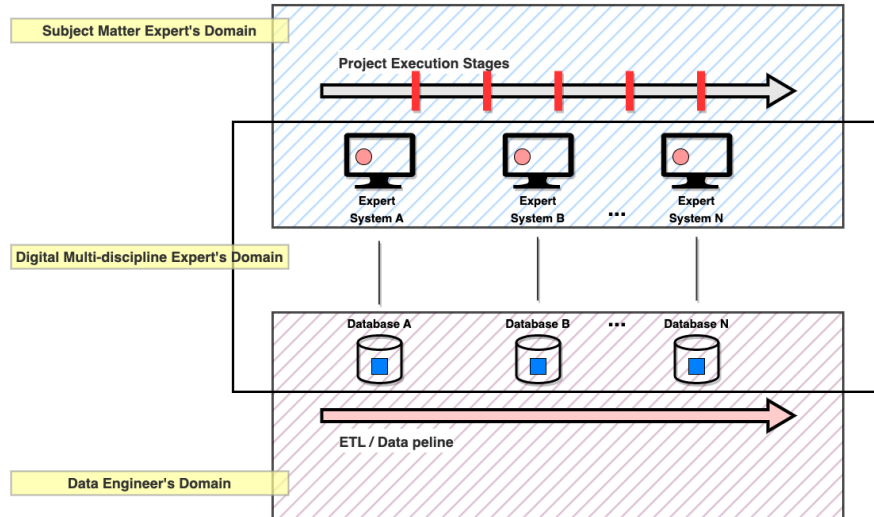 Subject Matter Expert's Domain
Project Execution Stages
Expert
System A
Expert
System B
...
Expert
System N
Digital Multi-discipline Expert's Domain
Database A
Database B
...
Database N
ETL / Data peline
Data Engineer's Domain